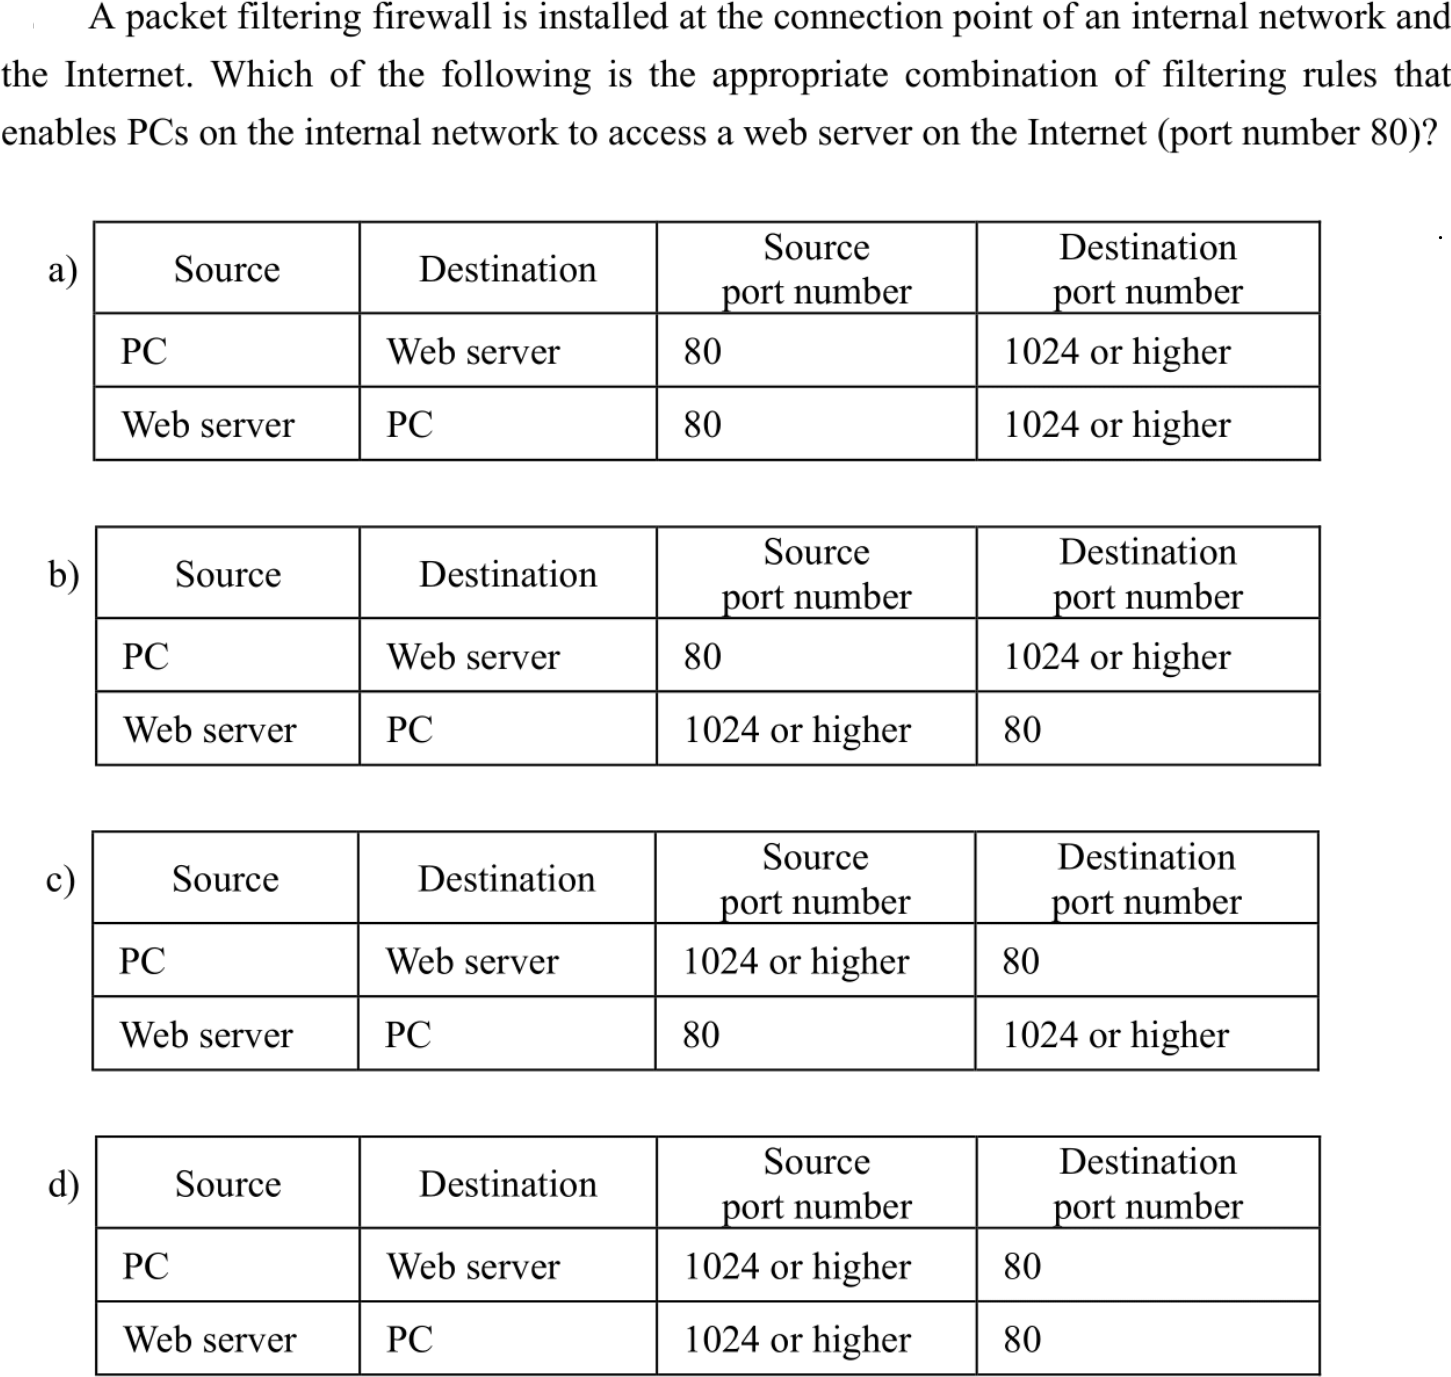 A packet filtering firewall is installed at the connection point of an internal network and
the Internet. Which of the following is the appropriate combination of filtering rules that
enables PCs on the internal network to access a web server on the Internet (port number 80)?
a) Source Destination Source port number Destination port number
PC Web server 80 1024 or higher
Web server PC 80 1024 or higher
b) Source Destination Source port number Destination port number
PC Web server 80 1024 or higher
Web server PC 1024 or higher 80
c) Source Destination Source port number Destination port number
PC Web server 1024 or higher 80
Web server PC 80 1024 or higher
d) Source Destination Source port number Destination port number
PC Web server 1024 or higher 80
Web server PC 1024 or higher 80